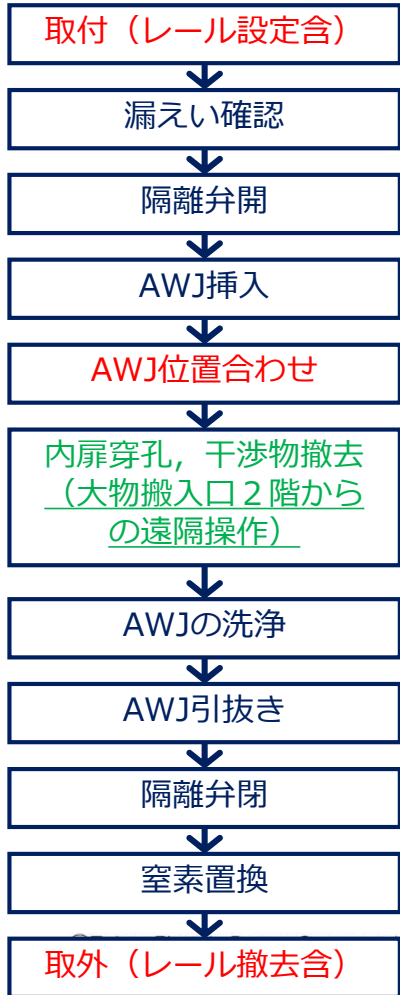 取付（レール設定含）
漏えい確認
隔離弁開
AWJ挿入
AWJ位置合わせ
内扉穿孔，干渉物撤去
（大物搬入口２階から
の遠隔操作）
AWJの洗浄
AWJ引抜き
隔離弁閉
窒素置換
取外（レール撤去含）